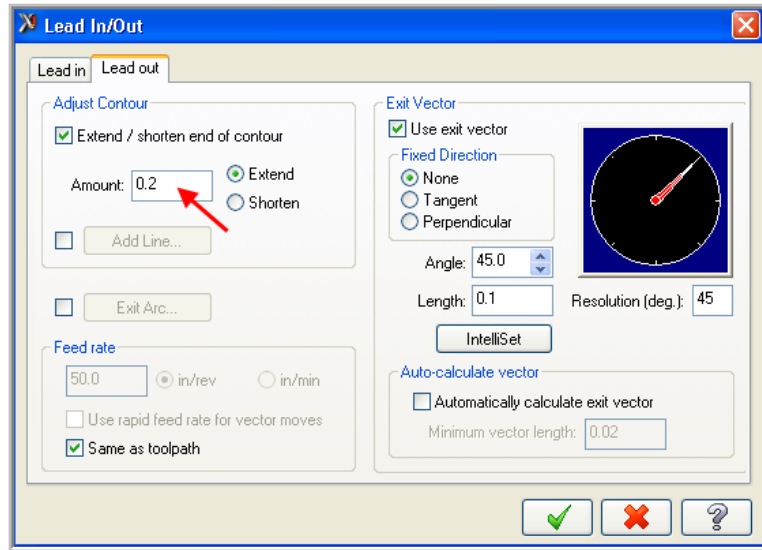 Lead In/Out
Lead in
Lead out
Adjust Contour
Extend / shorten end of contour
Amount: 0.2
Extend
Shorten
Add Line...
Exit Arc...
Feed rate
50.0
in/rev
in/min
Use rapid feed rate for vector moves
Same as toolpath
Exit Vector
Use exit vector
Fixed Direction
None
Tangent
Perpendicular
Angle: 45.0
Length: 0.1
Resolution (deg.): 45
IntelliSet
Auto-calculate vector
Automatically calculate exit vector
Minimum vector length: 0.02